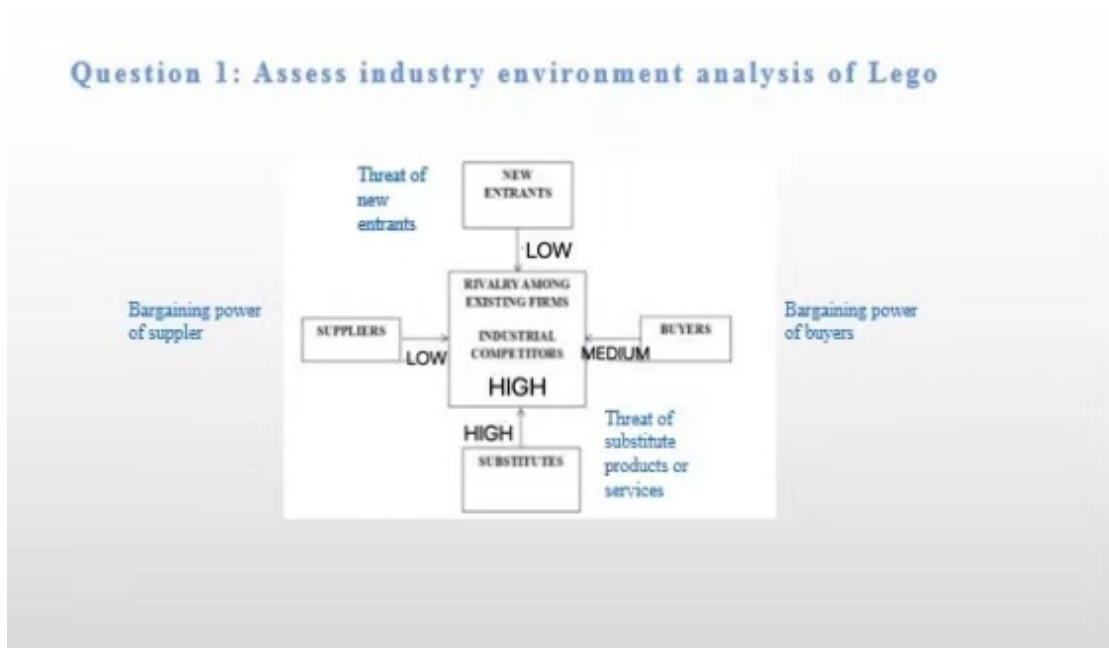 Question 1: Assess industry environment analysis of Lego
Threat of
new
entrants
NEW
ENTRANTS
LOW
Bargaining power
of suppler
SUPPLIERS
LOW
RIVALRY AMONG
EXISTING FIRMS
INDUSTRIAL
COMPETITORS
HIGH
MEDIUM
BUYERS
Bargaining power
of buyers
HIGH
SUBSTITUTES
Threat of
substitute
products or
services